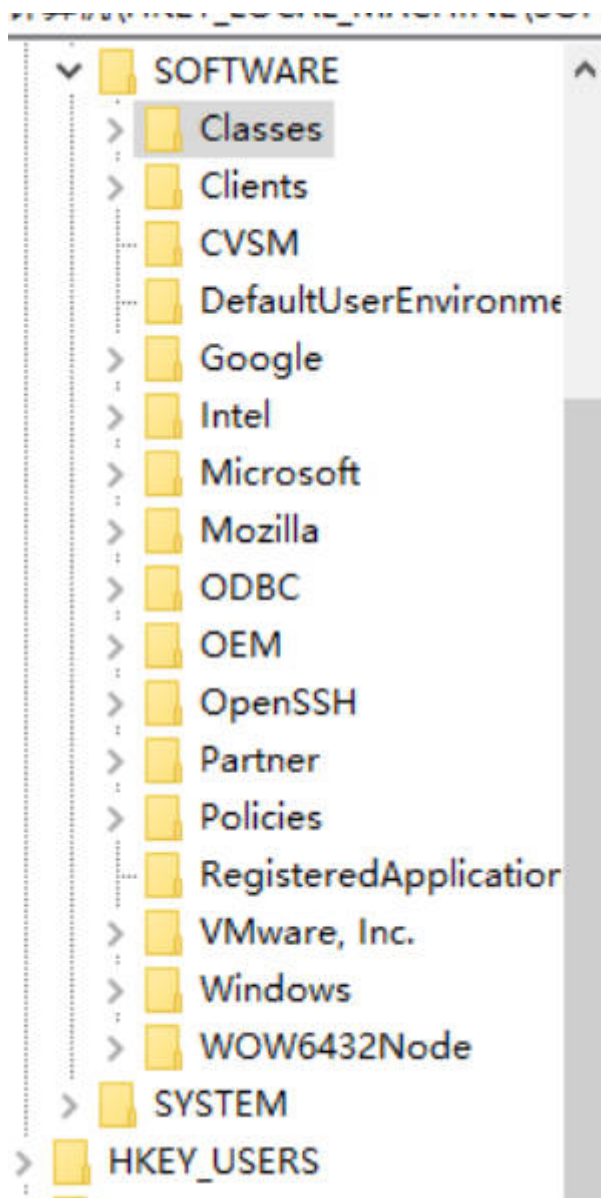 SOFTWARE
Classes
Clients
CVSM
DefaultUserEnvironme
Google
Intel
Microsoft
Mozilla
ODBC
OEM
OpenSSH
Partner
Policies
RegisteredApplication
VMware, Inc.
Windows
WOW6432Node
SYSTEM
HKEY_USERS